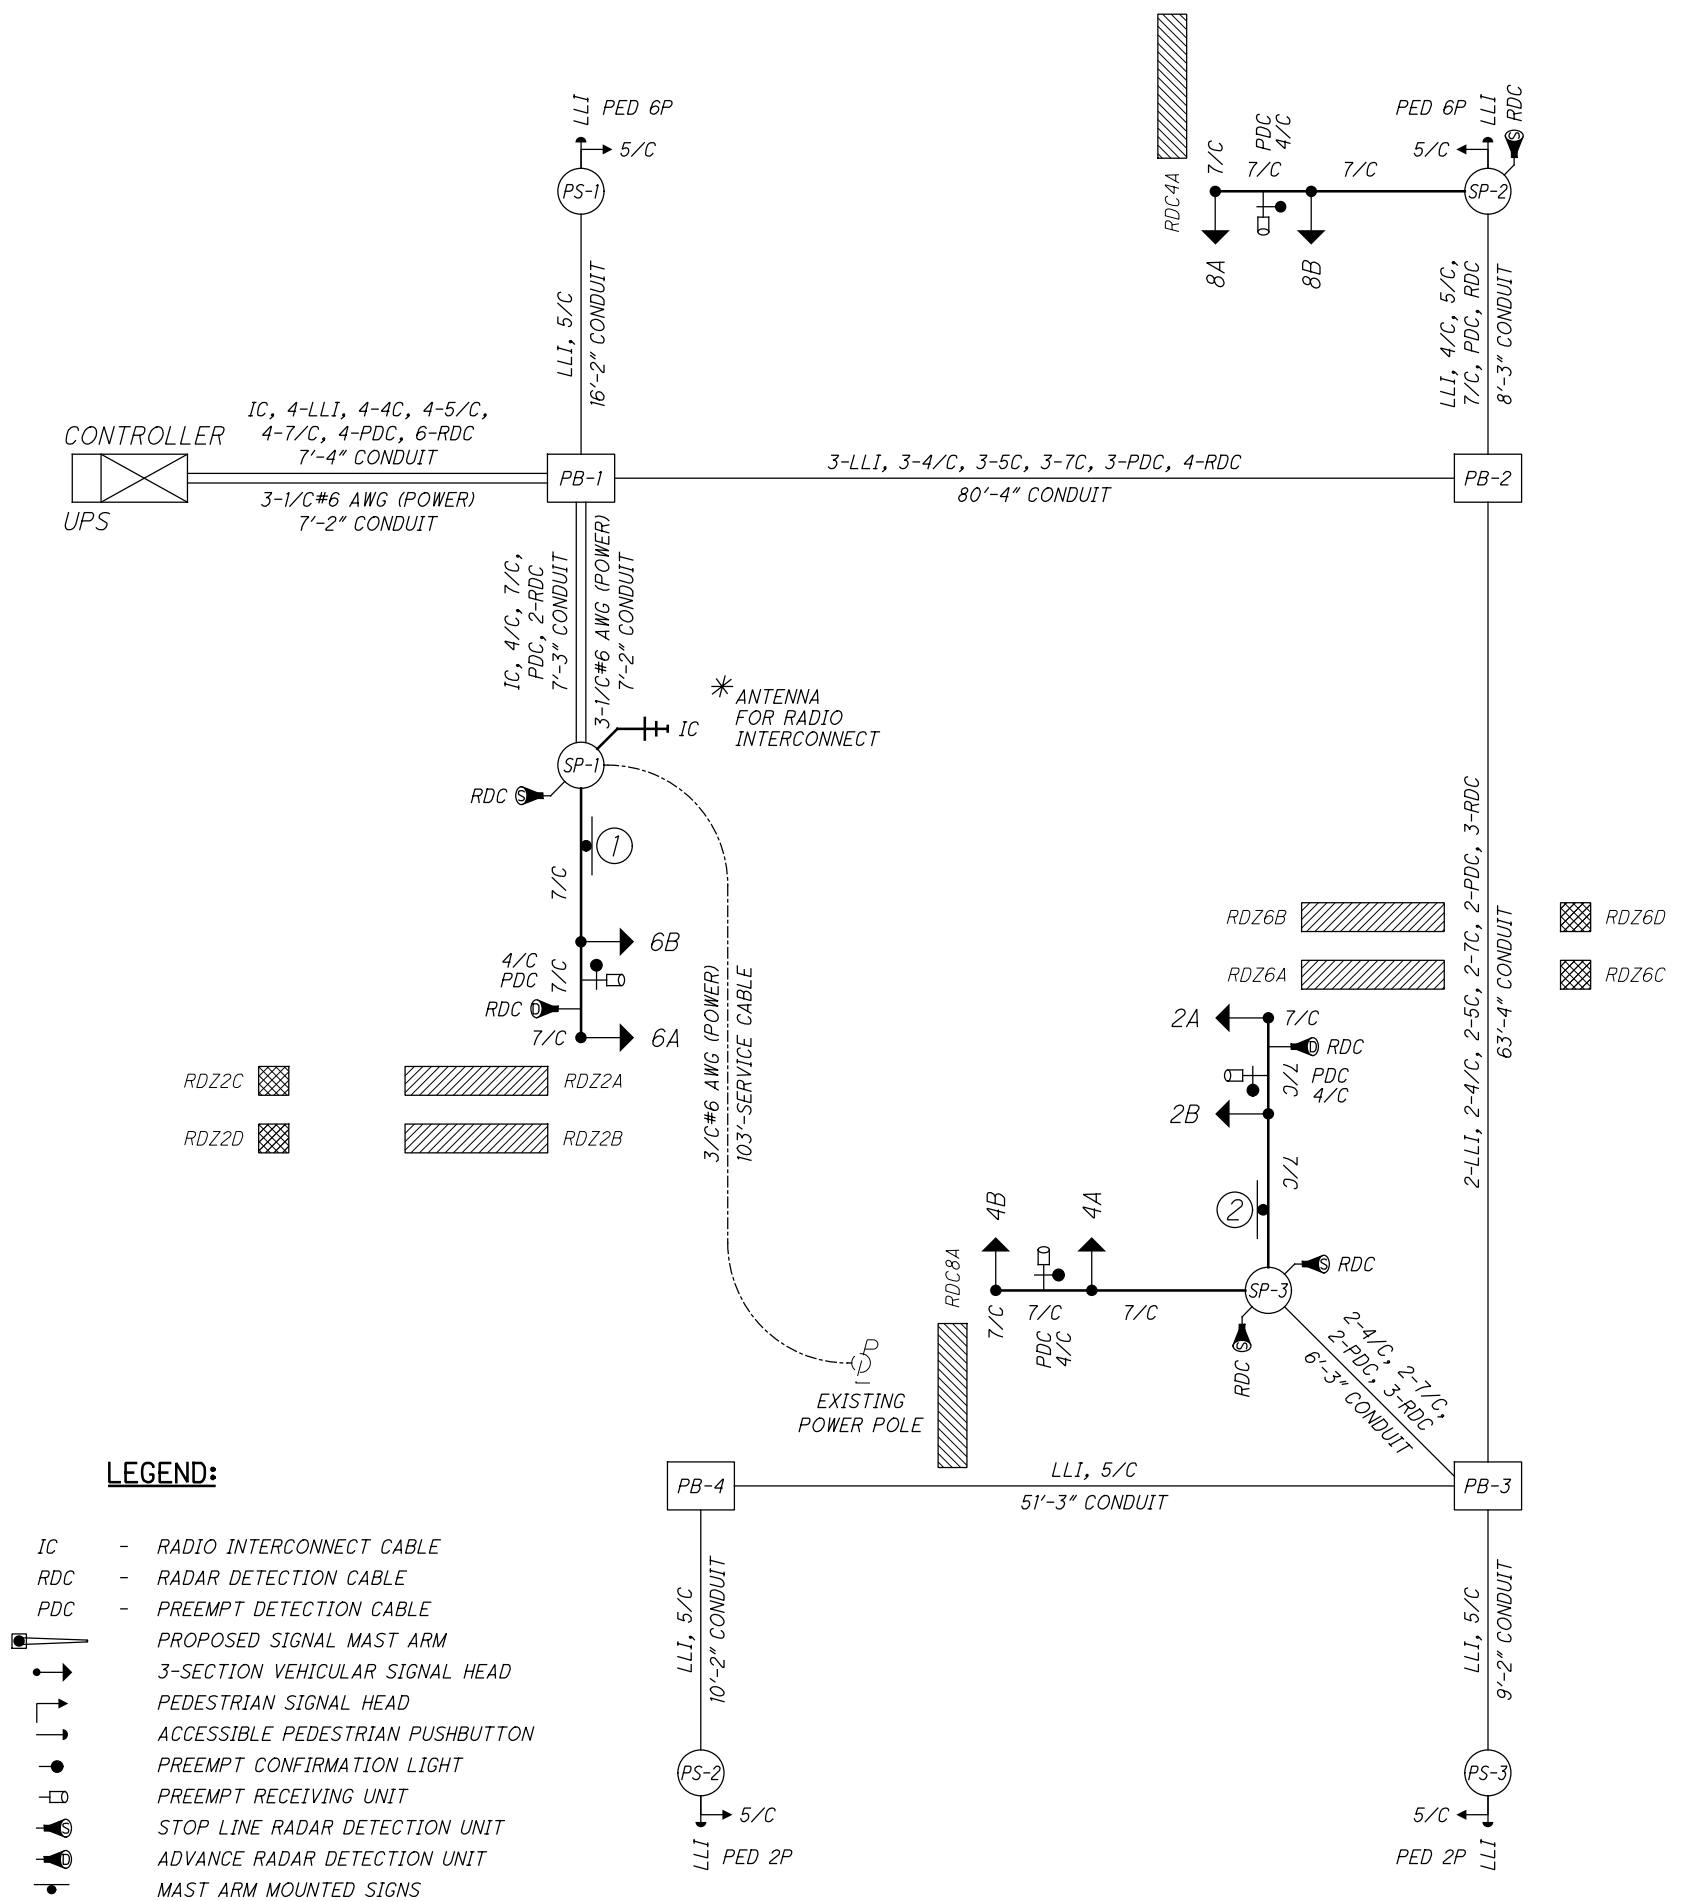 LLI
PED 6P
5/C
PS-1
LLI, 5/C
16'-2" CONDUIT
RDC4A
7/C
PDC
4/C
7/C
7/C
8A
8B
PED 6P
LLI
RDC
S
5/C
SP-2
LLI, 4/C, 5/C,
7/C, PDC, RDC
8'-3" CONDUIT
CONTROLLER
UPS
IC, 4-LLI, 4-4C, 4-5/C,
4-7/C, 4-PDC, 6-RDC
7'-4" CONDUIT
3-1/C#6 AWG (POWER)
7'-2" CONDUIT
PB-1
3-LLI, 3-4/C, 3-5C, 3-7C, 3-PDC, 4-RDC
80'-4" CONDUIT
PB-2
IC, 4/C, 7/C,
PDC, 2-RDC
7'-3" CONDUIT
3-1/C#6 AWG (POWER)
7'-2" CONDUIT
ANTENNA
FOR RADIO
INTERCONNECT
IC
SP-1
RDC
S
1
7/C
6B
4/C
PDC
7/C
RDC
D
7/C
6A
RDZ2C
RDZ2A
RDZ2D
RDZ2B
3/C#6 AWG (POWER)
103'-SERVICE CABLE
P
EXISTING
POWER POLE
2-LLI, 2-4/C, 2-5C, 2-7C, 2-PDC, 3-RDC
63'-4" CONDUIT
RDZ6B
RDZ6D
RDZ6A
RDZ6C
2A
7/C
D
RDC
7/C
PDC
4/C
2B
7/C
2
4B
4A
RDC8A
7/C
7/C
PDC
4/C
7/C
SP-3
S
RDC
S
RDC
2-4/C, 2-7/C,
2-PDC, 3-RDC
6'-3" CONDUIT
PB-4
LLI, 5/C
51'-3" CONDUIT
PB-3
LLI, 5/C
10'-2" CONDUIT
PS-2
5/C
LLI
PED 2P
LLI, 5/C
9'-2" CONDUIT
PS-3
5/C
PED 2P
LLI
LEGEND:
IC - RADIO INTERCONNECT CABLE
RDC - RADAR DETECTION CABLE
PDC - PREEMPT DETECTION CABLE
PROPOSED SIGNAL MAST ARM
3-SECTION VEHICULAR SIGNAL HEAD
PEDESTRIAN SIGNAL HEAD
ACCESSIBLE PEDESTRIAN PUSHBUTTON
PREEMPT CONFIRMATION LIGHT
PREEMPT RECEIVING UNIT
S STOP LINE RADAR DETECTION UNIT
D ADVANCE RADAR DETECTION UNIT
MAST ARM MOUNTED SIGNS